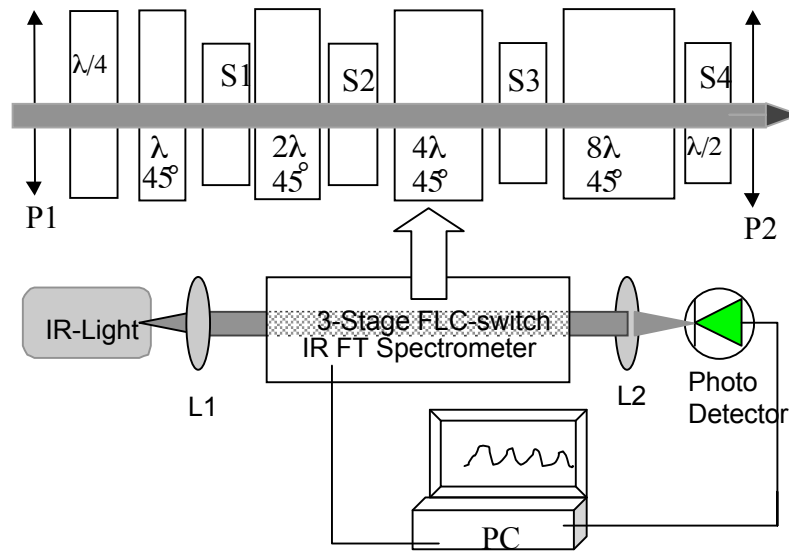 λ/4
S1
S2
S3
S4
λ
45°
2λ
45°
4λ
45°
8λ
45°
λ/2
P1
P2
IR-Light
3-Stage FLC-switch
IR FT Spectrometer
L1
L2
Photo
Detector
PC